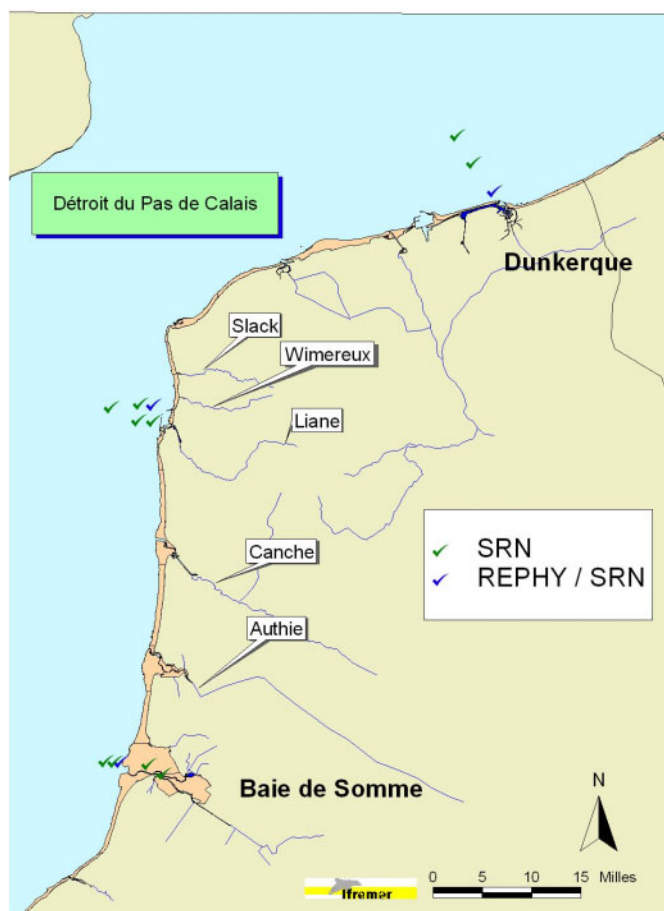 Détroit du Pas de Calais
Dunkerque
Slack
Wimereux
Liane
SRN
REPHY / SRN
Canche
Authie
Baie de Somme
N
Ifremer
0 5 10 15 Milles